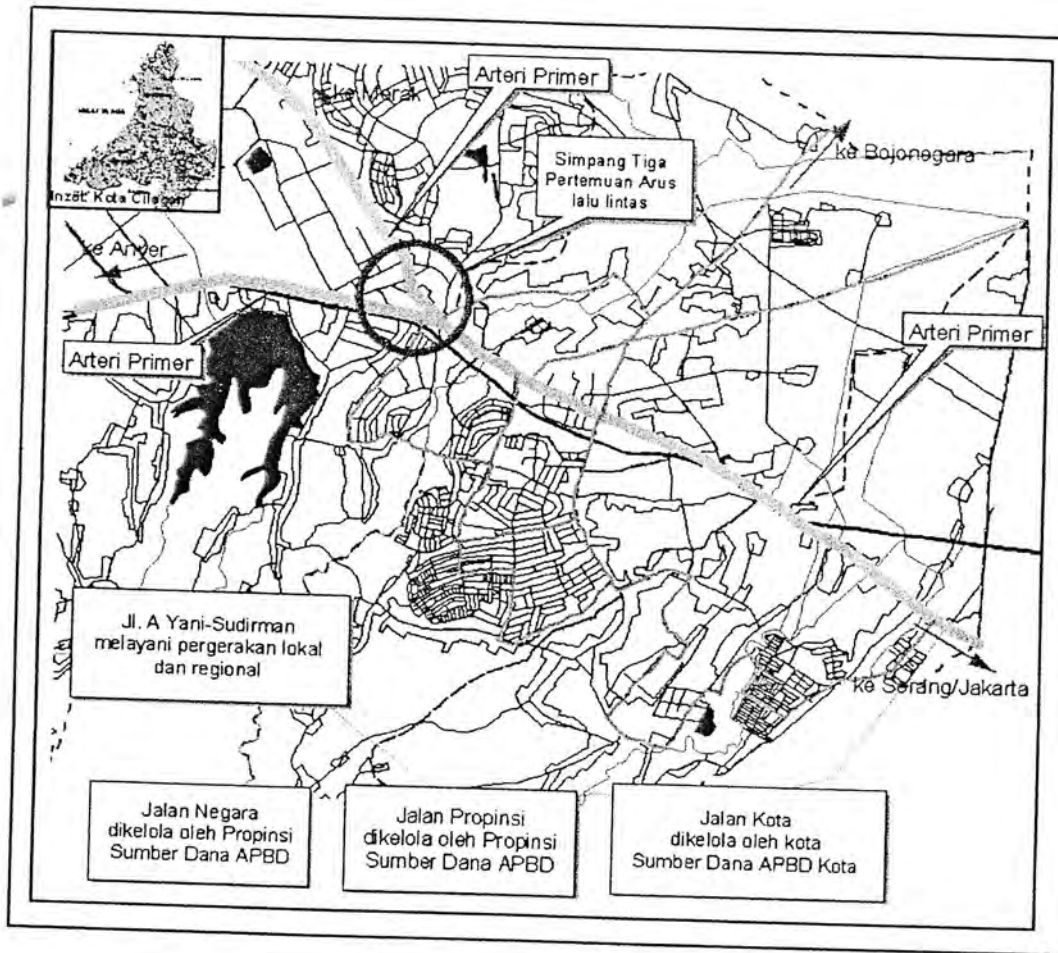 Arteri Primer
ke Merak
Simpang Tiga
Pertemuan Arus
lalu lintas
ke Bojonegara
Inzet Kota Cilegon
ke Anyer
Arteri Primer
Arteri Primer
Jl. A Yani-Sudirman
melayani pergerakan lokal
dan regional
ke Serang/Jakarta
Jalan Negara
dikelola oleh Propinsi
Sumber Dana APBD
Jalan Propinsi
dikelola oleh Propinsi
Sumber Dana APBD
Jalan Kota
dikelola oleh kota
Sumber Dana APBD Kota